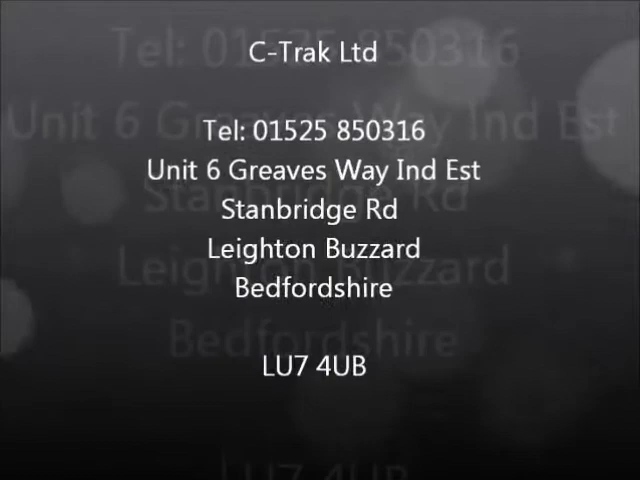 C-Trak Ltd
Tel: 01525 850316
Unit 6 Greaves Way Ind Est
Stanbridge Rd
Leighton Buzzard
Bedfordshire
LU7 4UB